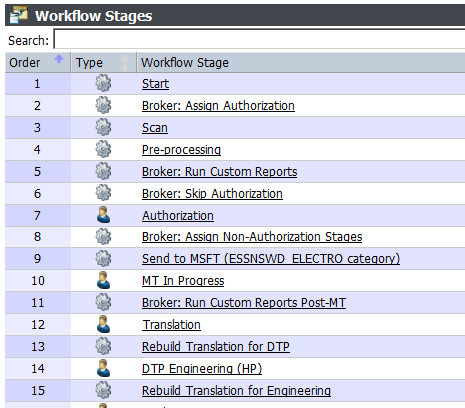 Workflow Stages
Search:
Order Type Workflow Stage
1 Start
2 Broker: Assign Authorization
3 Scan
4 Pre-processing
5 Broker: Run Custom Reports
6 Broker: Skip Authorization
7 Authorization
8 Broker: Assign Non-Authorization Stages
9 Send to MSFT (ESSNSWD_ELECTRO category)
10 MT In Progress
11 Broker: Run Custom Reports Post-MT
12 Translation
13 Rebuild Translation for DTP
14 DTP Engineering (HP)
15 Rebuild Translation for Engineering